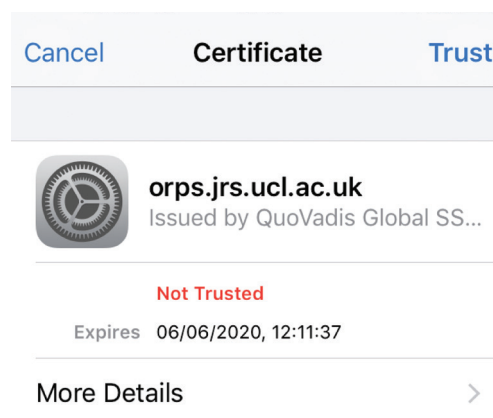 Cancel Certificate Trust
orps.jrs.ucl.ac.uk
Issued by QuoVadis Global SS...
Not Trusted
Expires 06/06/2020, 12:11:37
More Details